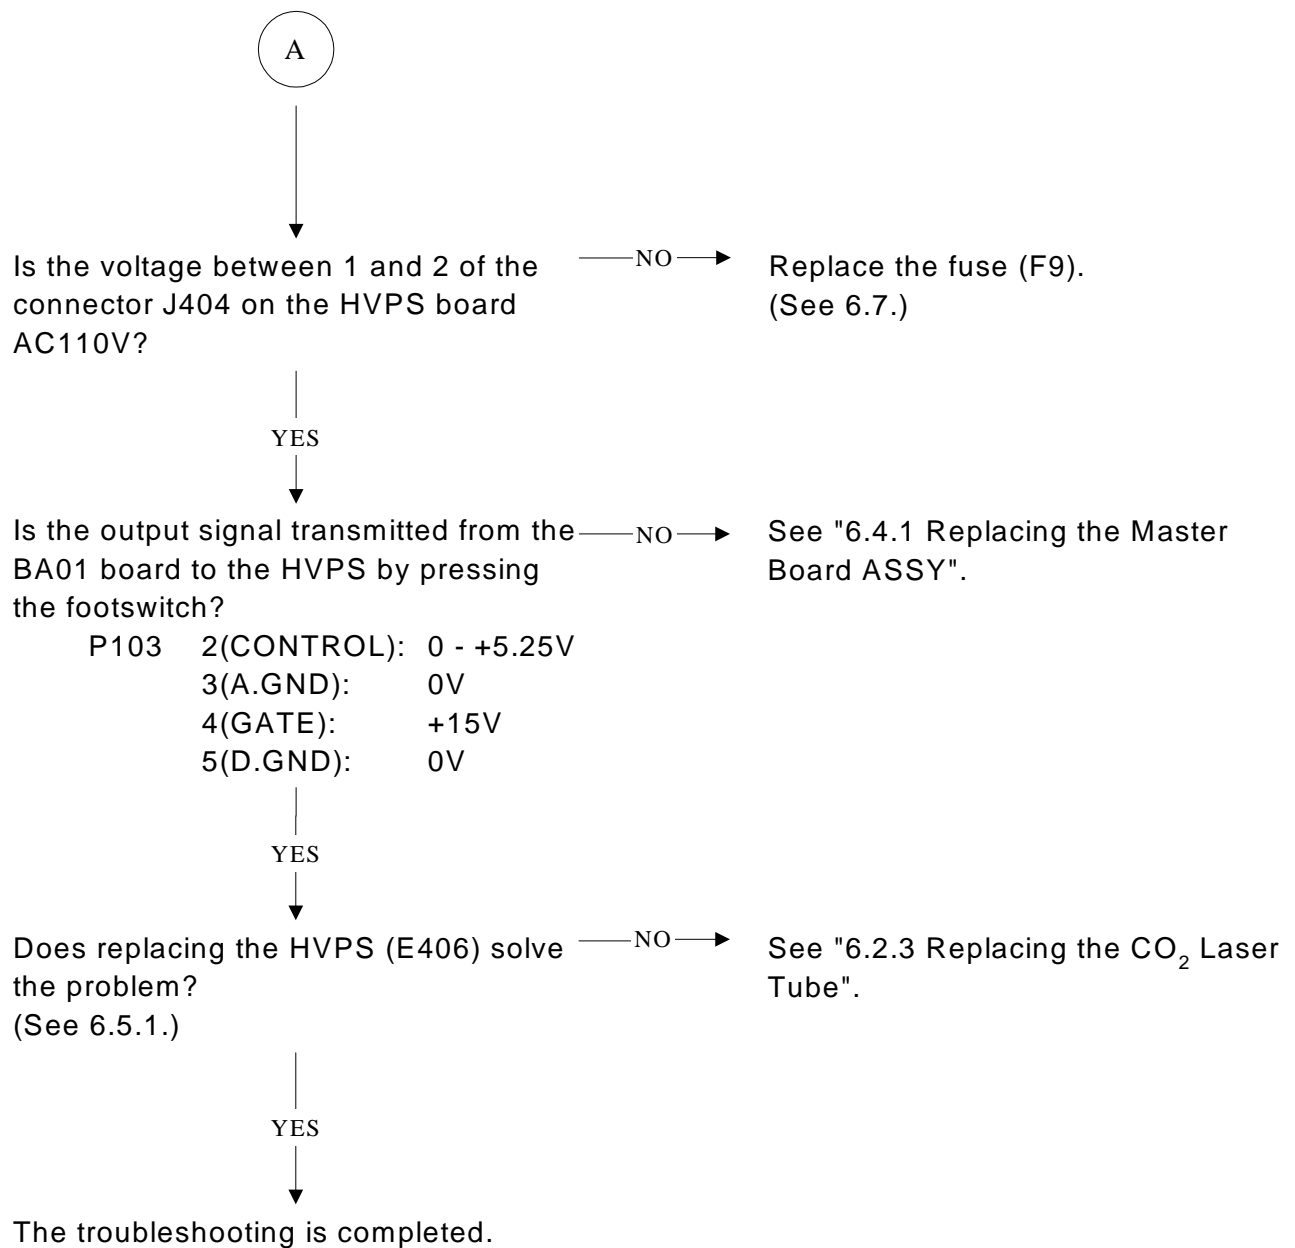 A
Is the voltage between 1 and 2 of the
connector J404 on the HVPS board
AC110V?
NO
Replace the fuse (F9).
(See 6.7.)
YES
Is the output signal transmitted from the
BA01 board to the HVPS by pressing
the footswitch?
P103 2(CONTROL): 0 - +5.25V
3(A.GND): 0V
4(GATE): +15V
5(D.GND): 0V
NO
See "6.4.1 Replacing the Master
Board ASSY".
YES
Does replacing the HVPS (E406) solve
the problem?
(See 6.5.1.)
NO
See "6.2.3 Replacing the CO₂ Laser
Tube".
YES
The troubleshooting is completed.